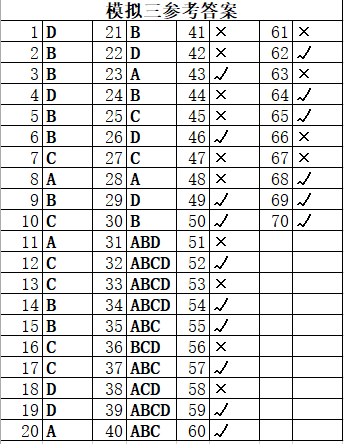 模拟三参考答案
1 D 21 B 41 × 61 ×
2 B 22 D 42 × 62 ✓
3 B 23 A 43 ✓ 63 ×
4 D 24 B 44 × 64 ✓
5 B 25 C 45 × 65 ✓
6 B 26 D 46 ✓ 66 ×
7 C 27 C 47 × 67 ×
8 A 28 A 48 × 68 ✓
9 B 29 D 49 ✓ 69 ✓
10 C 30 B 50 ✓ 70 ✓
11 A 31 ABD 51 ×
12 C 32 ABCD 52 ✓
13 C 33 ABCD 53 ×
14 B 34 ABCD 54 ✓
15 B 35 ABC 55 ✓
16 C 36 BCD 56 ×
17 C 37 ABC 57 ✓
18 D 38 ACD 58 ×
19 D 39 ABCD 59 ✓
20 A 40 ABC 60 ✓